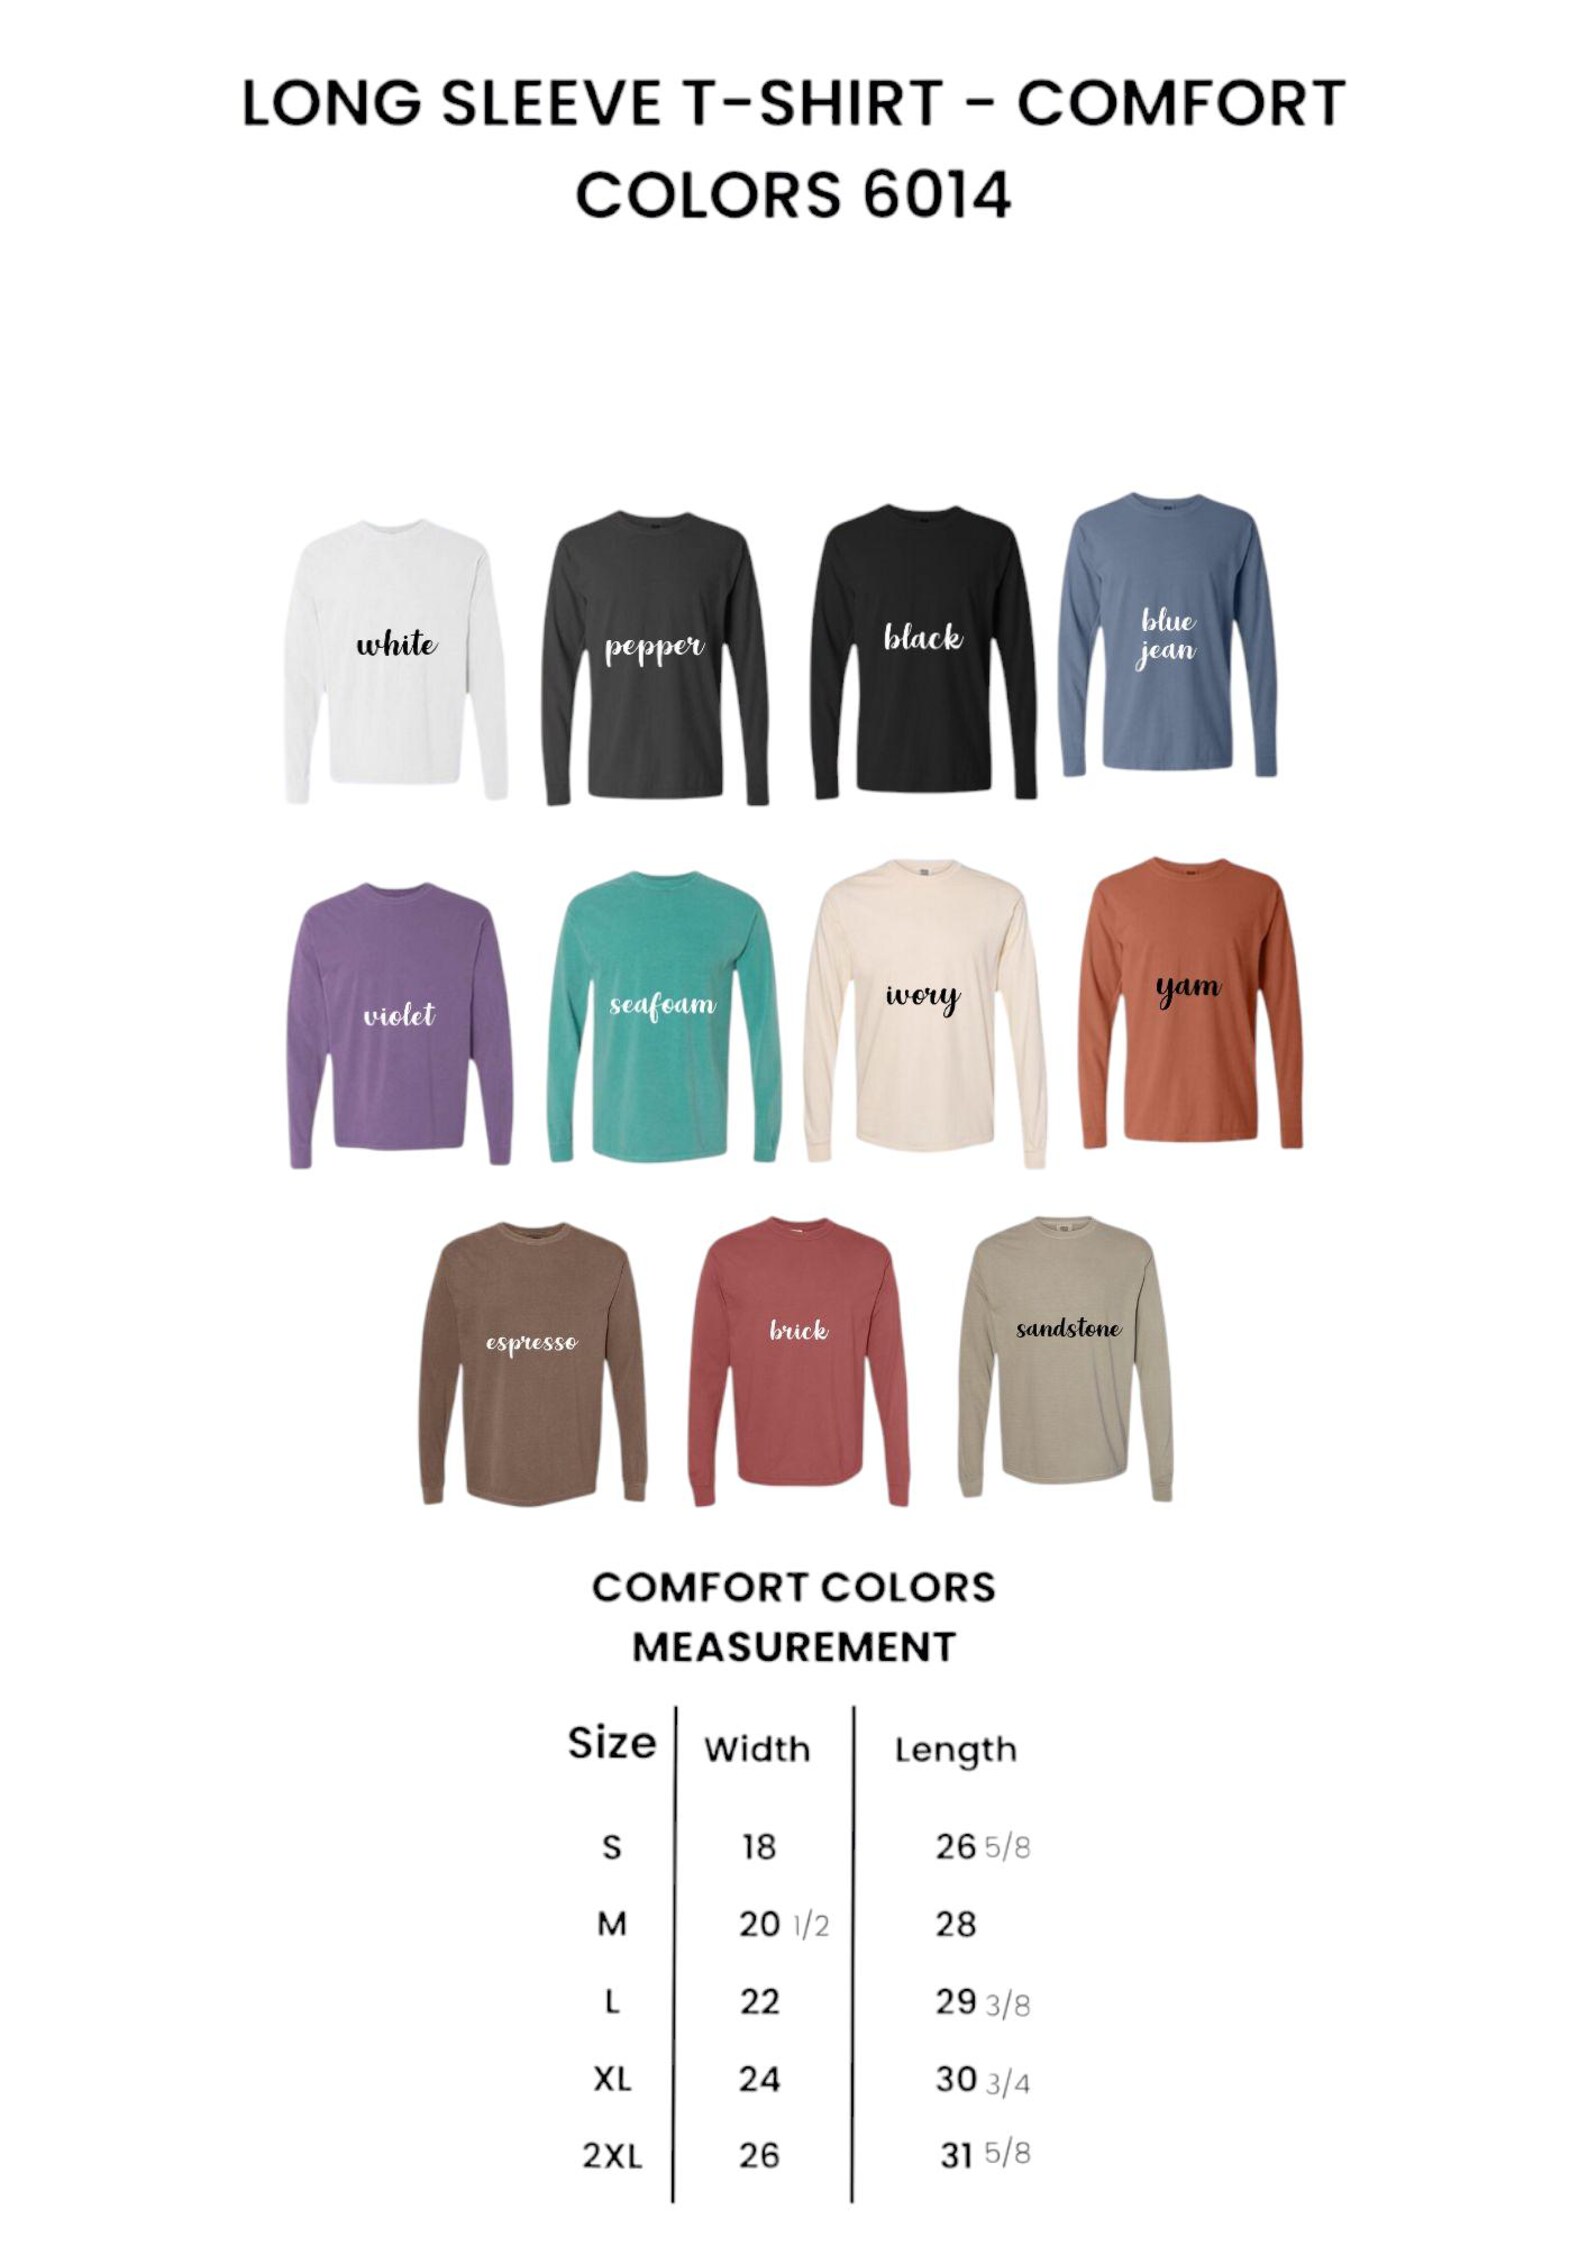 LONG SLEEVE T-SHIRT - COMFORT
COLORS 6014
white
pepper
black
blue
jean
violet
seafoam
ivory
yam
espresso
brick
sandstone
COMFORT COLORS
MEASUREMENT
Size Width Length
S 18 26 5/8
M 20 1/2 28
L 22 29 3/8
XL 24 30 3/4
2XL 26 31 5/8